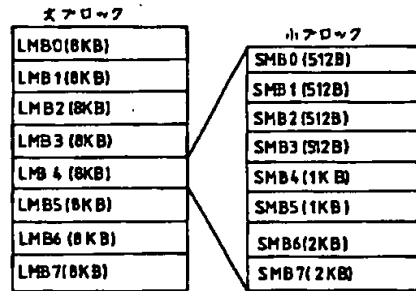 大ブロック
LMB0(8KB)
LMB1(8KB)
LMB2(8KB)
LMB3(8KB)
LMB4(8KB)
LMB5(8KB)
LMB6(8KB)
LMB7(8KB)
小ブロック
SMB0(512B)
SMB1(512B)
SMB2(512B)
SMB3(512B)
SMB4(1KB)
SMB5(1KB)
SMB6(2KB)
SMB7(2KB)